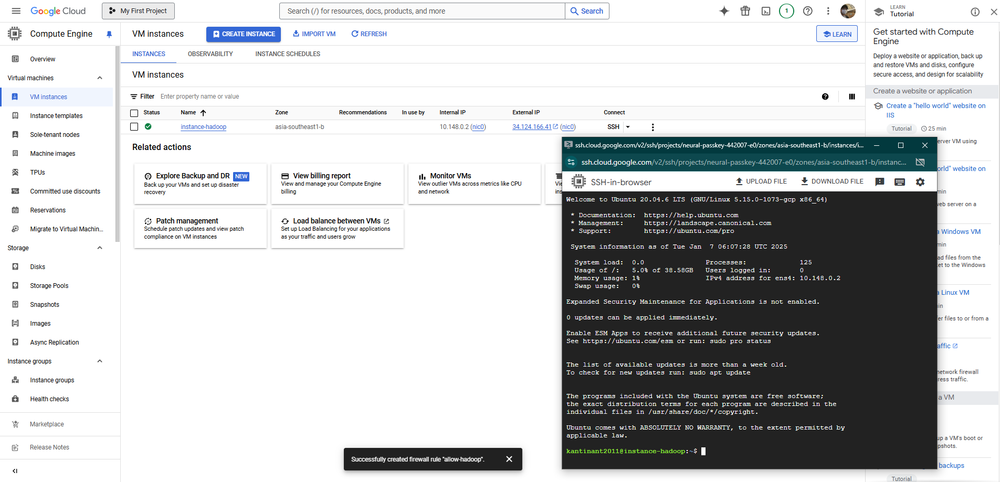 Google Cloud
My First Project
Search (/) for resources, docs, products, and more
Search
1
LEARN
Tutorial
Compute Engine
VM instances
CREATE INSTANCE
IMPORT VM
REFRESH
LEARN
INSTANCES
OBSERVABILITY
INSTANCE SCHEDULES
Overview
Virtual machines
VM instances
Instance templates
Sole-tenant nodes
Machine images
TPUs
Committed use discounts
Reservations
Migrate to Virtual Machin...
Storage
Disks
Storage Pools
Snapshots
Images
Async Replication
Instance groups
Instance groups
Health checks
Marketplace
Release Notes
VM instances
Filter Enter property name or value
Status Name Zone Recommendations In use by Internal IP External IP Connect
instance-hadoop asia-southeast1-b 10.148.0.2 (nic0) 34.124.166.41 (nic0) SSH
Related actions
Explore Backup and DR NEW
Back up your VMs and set up disaster
recovery
View billing report
View and manage your Compute Engine
billing
Monitor VMs
View outlier VMs across metrics like CPU
and network
Patch management
Schedule patch updates and view patch
compliance on VM instances
Load balance between VMs
Set up Load Balancing for your applications
as your traffic and users grow
Successfully created firewall rule "allow-hadoop".
ssh.cloud.google.com/v2/ssh/projects/neural-passkey-442007-e0/zones/asia-southeast1-b/instances/i...
ssh.cloud.google.com/v2/ssh/projects/neural-passkey-442007-e0/zones/asia-southeast1-b/instanc...
SSH-in-browser
UPLOAD FILE
DOWNLOAD FILE
Welcome to Ubuntu 20.04.6 LTS (GNU/Linux 5.15.0-1073-gcp x86_64)
* Documentation: https://help.ubuntu.com
* Management: https://landscape.canonical.com
* Support: https://ubuntu.com/pro
System information as of Tue Jan 7 06:07:28 UTC 2025
System load: 0.0 Processes: 125
Usage of /: 5.0% of 38.58GB Users logged in: 0
Memory usage: 1% IPv4 address for ens4: 10.148.0.2
Swap usage: 0%
Expanded Security Maintenance for Applications is not enabled.
0 updates can be applied immediately.
Enable ESM Apps to receive additional future security updates.
See https://ubuntu.com/esm or run: sudo pro status
The list of available updates is more than a week old.
To check for new updates run: sudo apt update
The programs included with the Ubuntu system are free software;
the exact distribution terms for each program are described in the
individual files in /usr/share/doc/*/copyright.
Ubuntu comes with ABSOLUTELY NO WARRANTY, to the extent permitted by
applicable law.
kantinant2011@instance-hadoop:~$
Get started with Compute
Engine
Deploy a website or application, back up
and restore VMs and disks, configure
secure access, and design for scalability
Create a website or application
Create a "hello world" website on
IIS
Tutorial 25 min
erver VM using
orld" website on
min
web server on a
a Windows VM
min
ad files from the
et to the Windows
a Linux VM
in
fer files to or from a
affic
network firewall
ress traffic.
a VM
up a VM's boot or
pshots.
backups
Tutorial